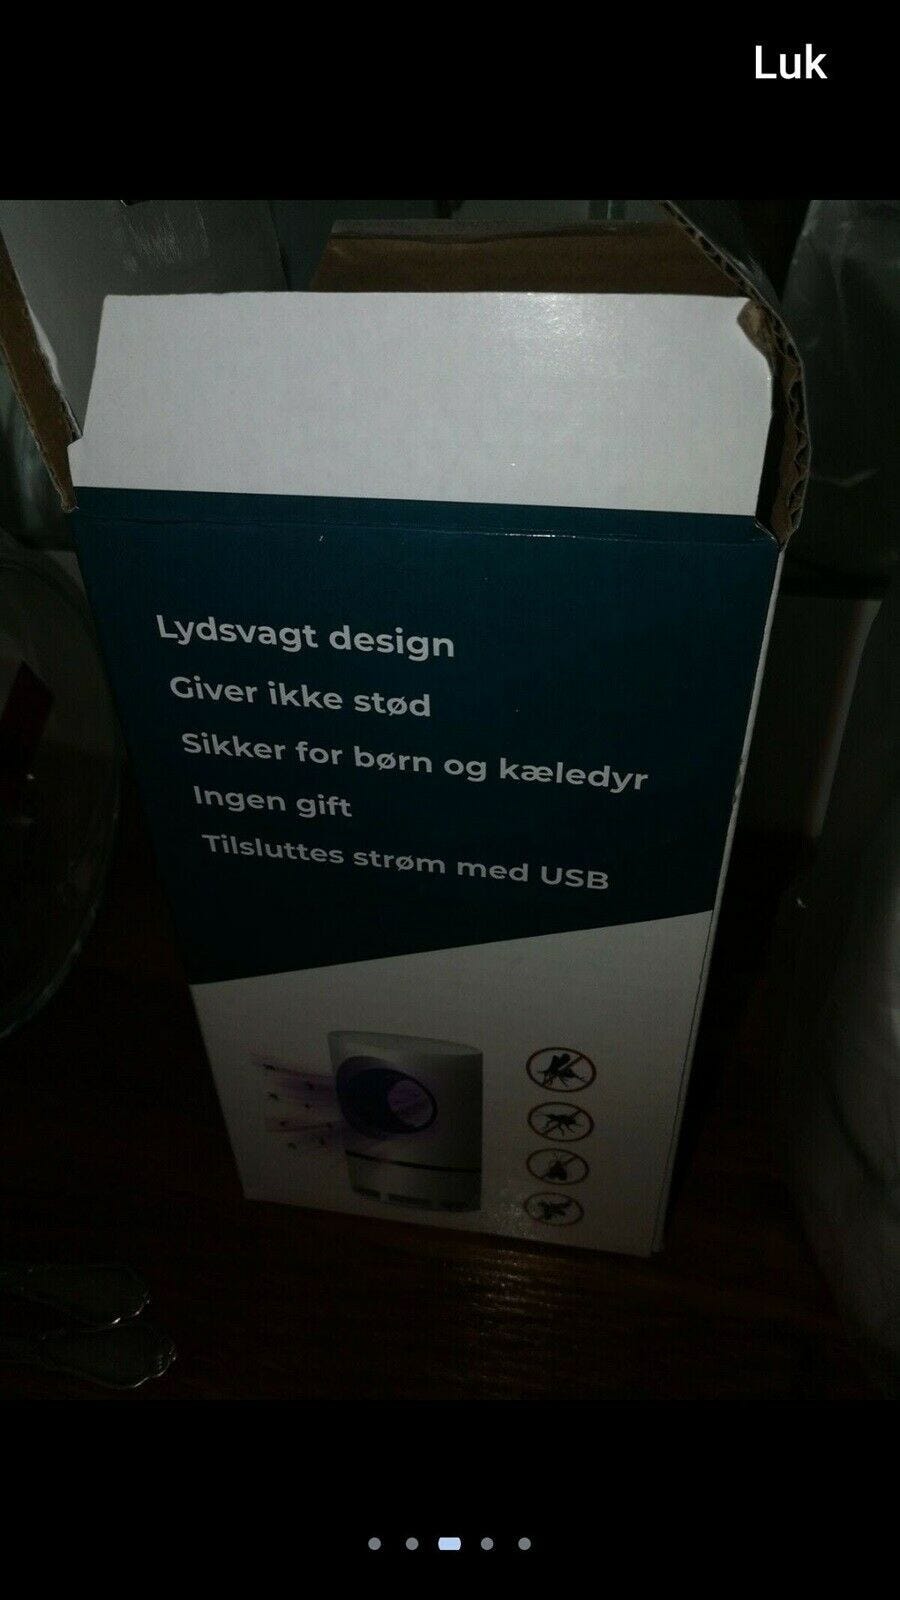 Luk
Lydsvagt design
Giver ikke stød
Sikker for børn og kæledyr
Ingen gift
Tilsluttes strøm med USB